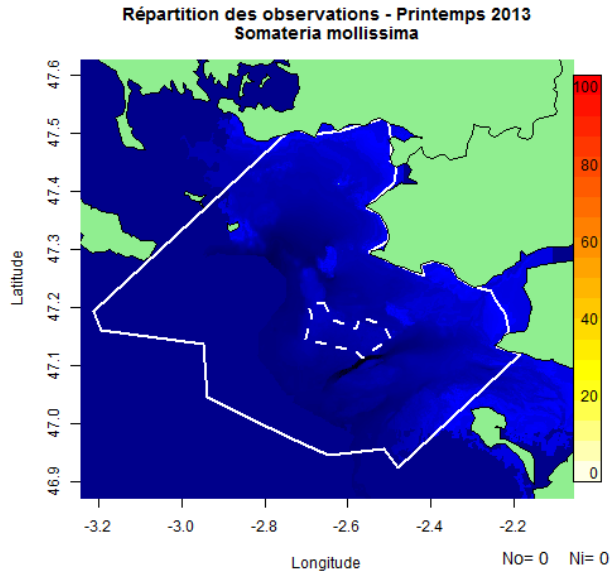 Répartition des observations - Printemps 2013
Somateria mollissima
47.6
47.5
47.4
47.3
47.2
47.1
47.0
46.9
Latitude
100
80
60
40
20
0
-3.2 -3.0 -2.8 -2.6 -2.4 -2.2
Longitude
No= 0 Ni= 0